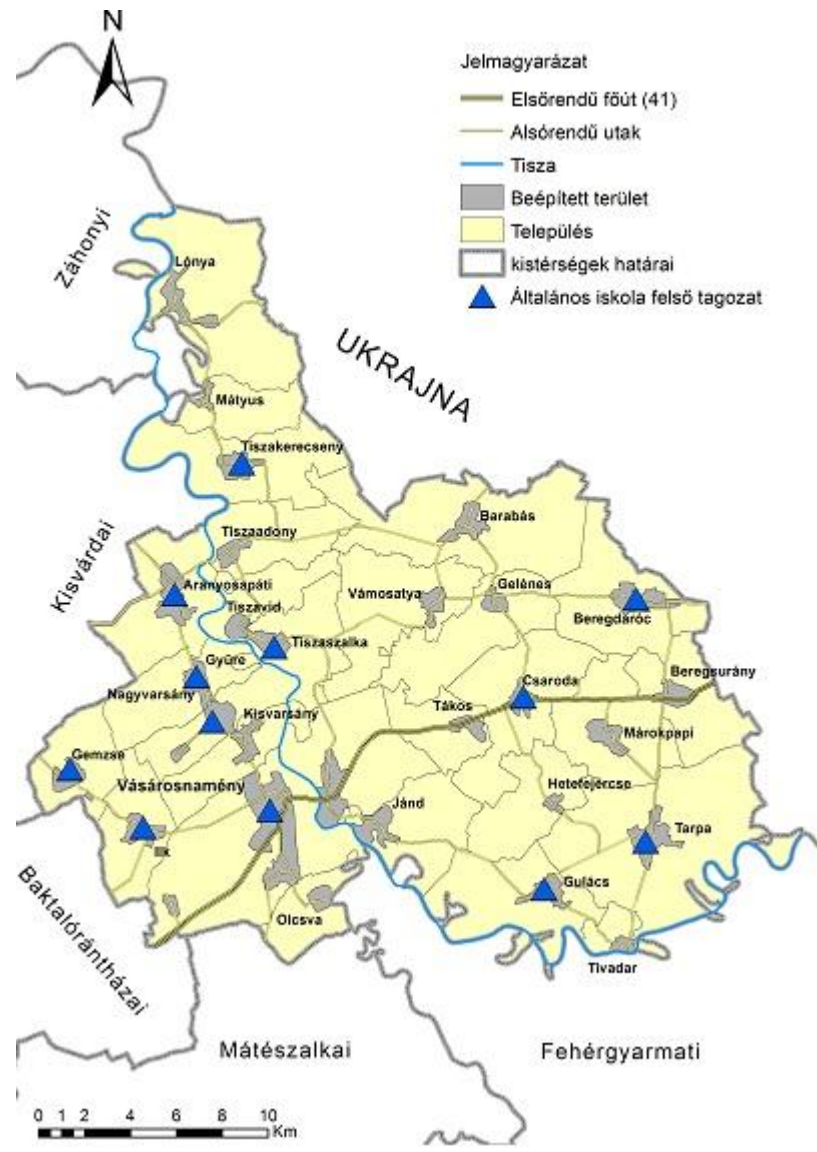 N
Jelmagyarázat
Elsőrendű főút (41)
Alsórendű utak
Tisza
Beépített terület
Település
kistérségek határai
Általános iskola felső tagozat
Záhonyi
Lónya
UKRAJNA
Mátyus
Tiszakerecseny
Barabás
Tiszaadony
Kisvárdai
Aranyosapáti
Vámosatya
Gelénes
Beregdaróc
Tiszavid
Tiszaszalka
Gyüre
Nagyvarsány
Csaroda
Beregsurány
Kisvarsány
Tákos
Márokpapi
Gemzse
Vásárosnamény
Hetefejércse
Jánd
Tarpa
Ilk
Gulács
Baktalórántházai
Olcsva
Tivadar
Mátészalkai
Fehérgyarmati
0 1 2 4 6 8 10
Km